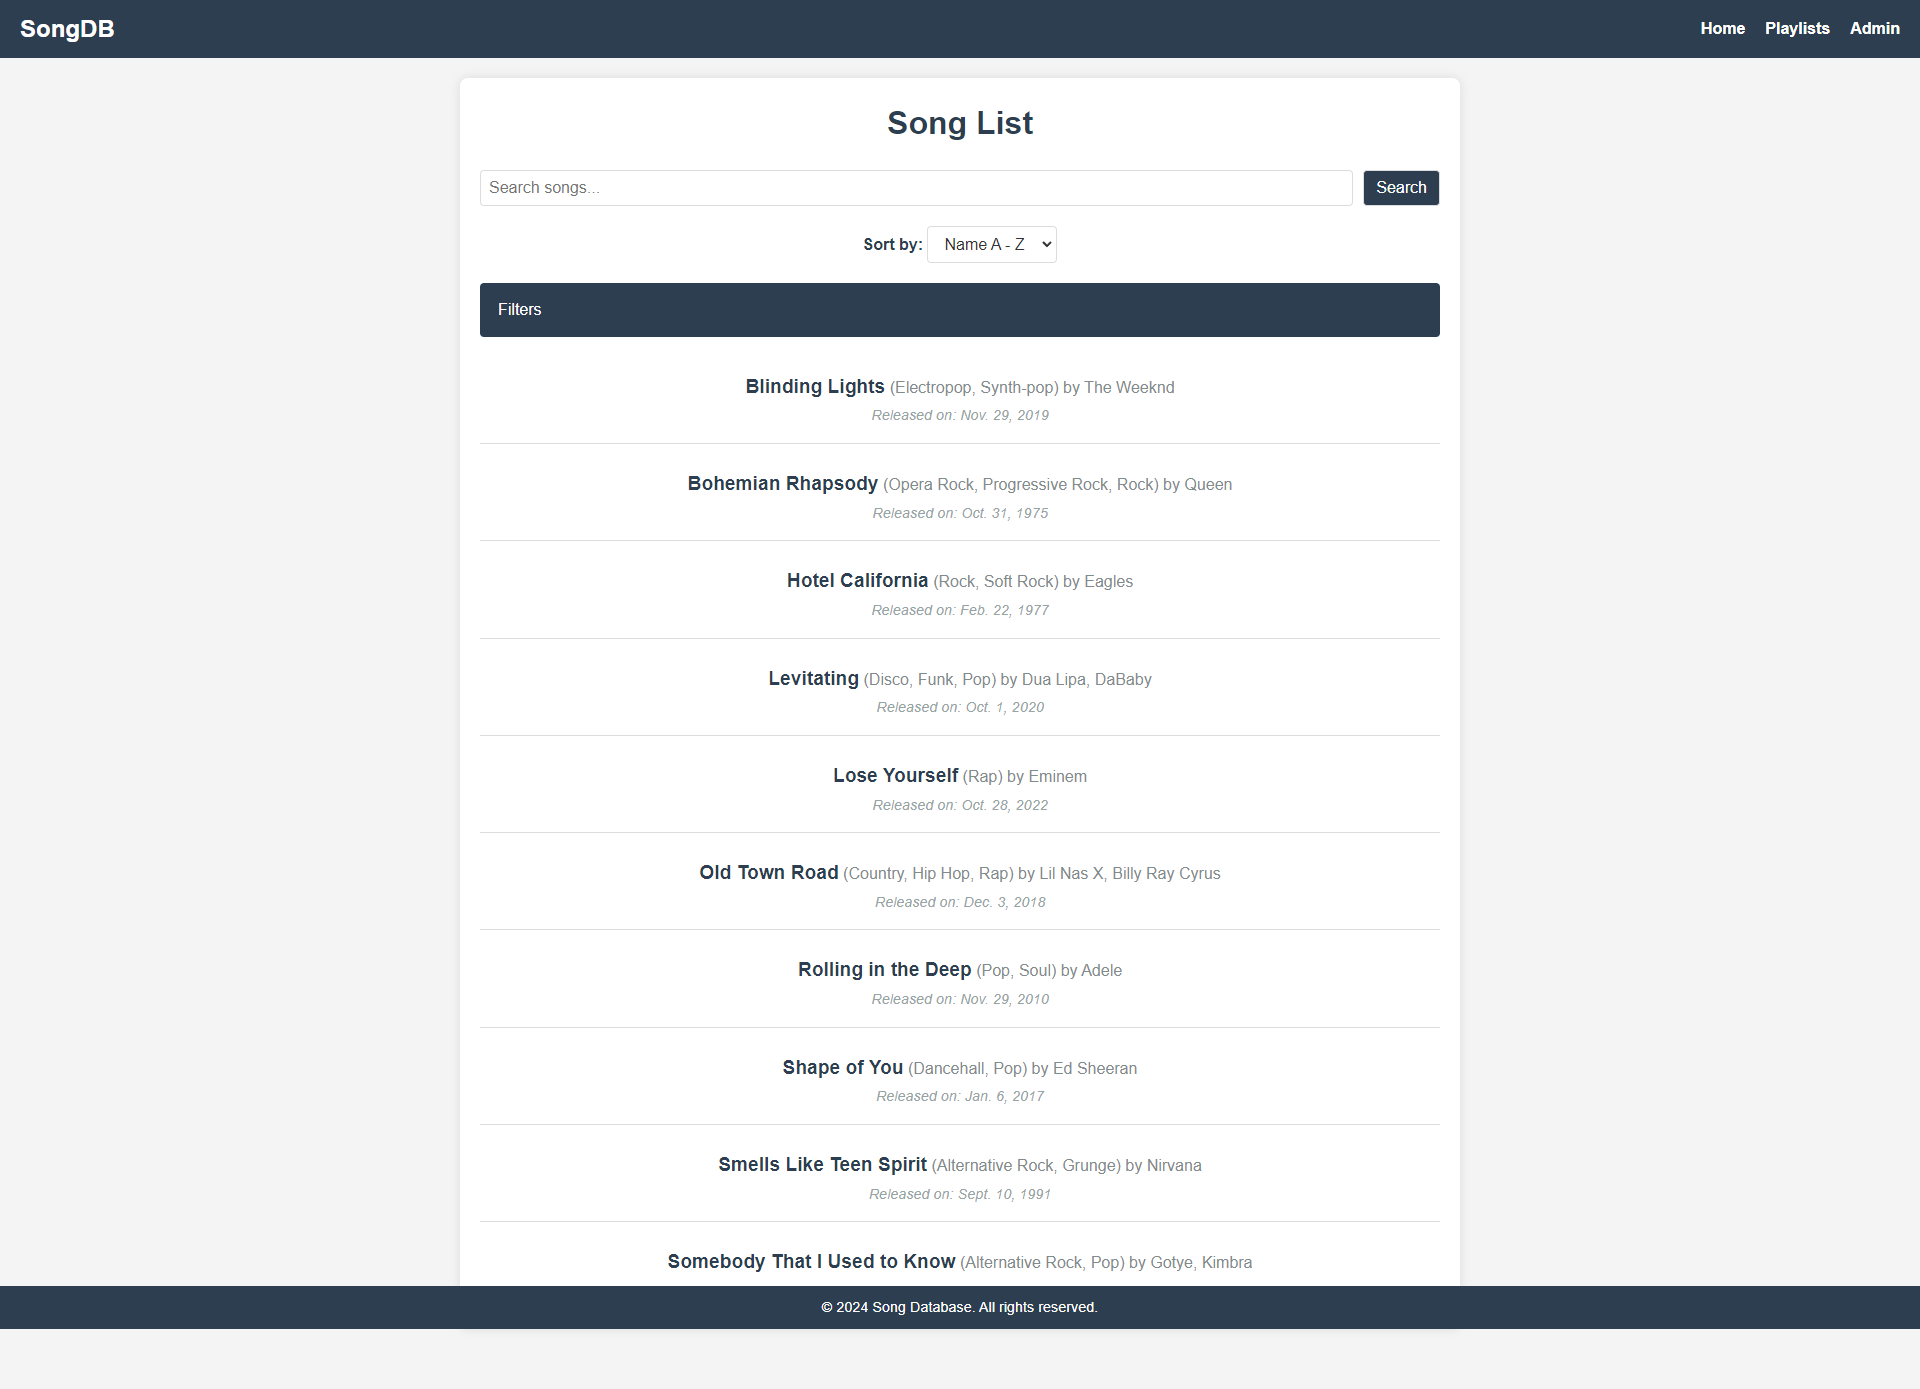 SongDB
Home Playlists Admin
Song List
Search songs...
Search
Sort by: Name A - Z
Filters
Blinding Lights (Electropop, Synth-pop) by The Weeknd
Released on: Nov. 29, 2019
Bohemian Rhapsody (Opera Rock, Progressive Rock, Rock) by Queen
Released on: Oct. 31, 1975
Hotel California (Rock, Soft Rock) by Eagles
Released on: Feb. 22, 1977
Levitating (Disco, Funk, Pop) by Dua Lipa, DaBaby
Released on: Oct. 1, 2020
Lose Yourself (Rap) by Eminem
Released on: Oct. 28, 2022
Old Town Road (Country, Hip Hop, Rap) by Lil Nas X, Billy Ray Cyrus
Released on: Dec. 3, 2018
Rolling in the Deep (Pop, Soul) by Adele
Released on: Nov. 29, 2010
Shape of You (Dancehall, Pop) by Ed Sheeran
Released on: Jan. 6, 2017
Smells Like Teen Spirit (Alternative Rock, Grunge) by Nirvana
Released on: Sept. 10, 1991
Somebody That I Used to Know (Alternative Rock, Pop) by Gotye, Kimbra
© 2024 Song Database. All rights reserved.